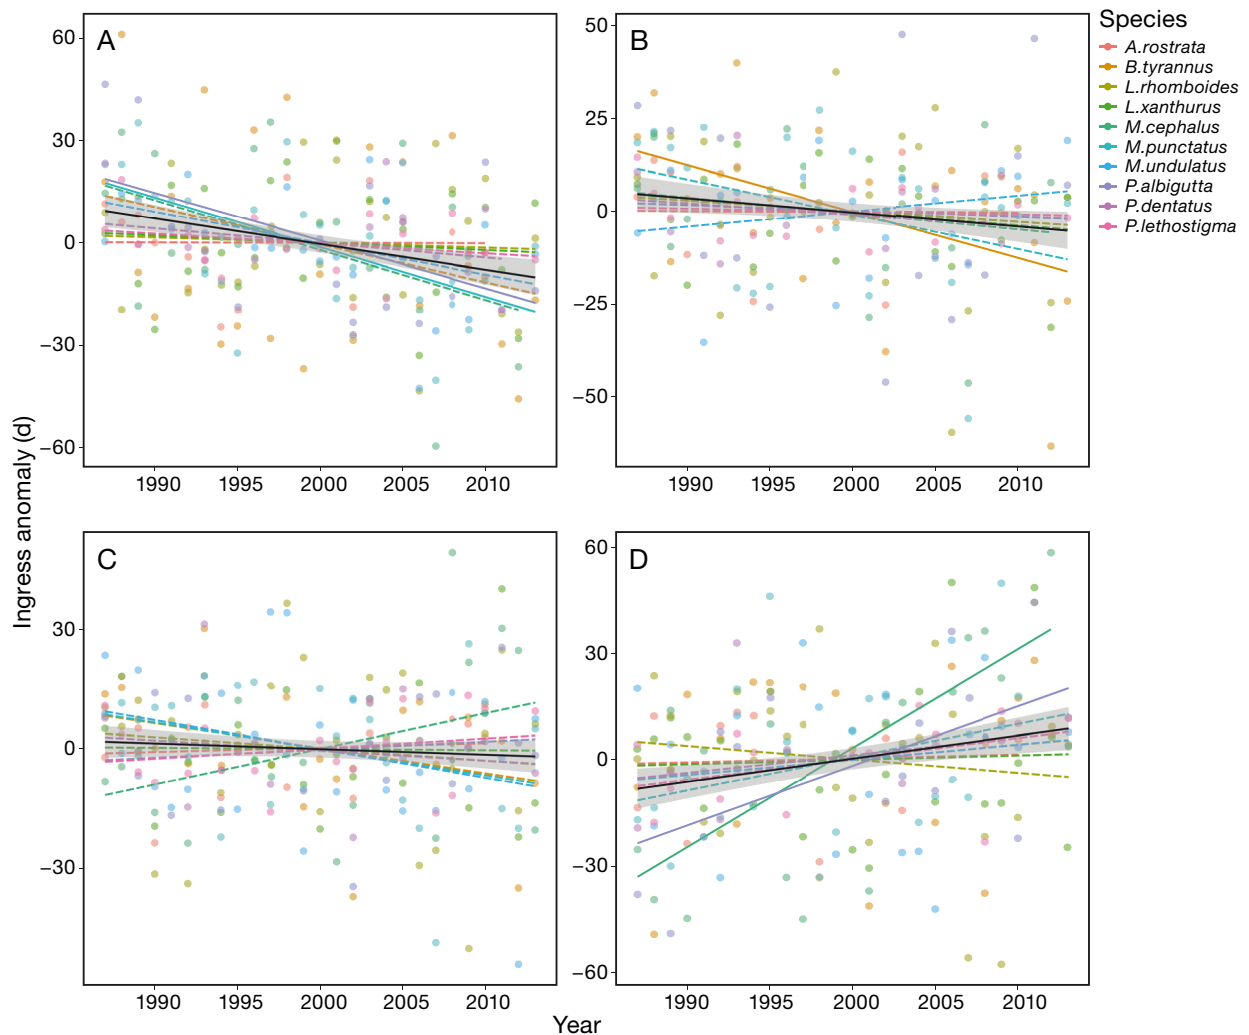 A
60
30
0
−30
−60
1990
1995
2000
2005
2010
B
50
25
0
−25
−50
1990
1995
2000
2005
2010
Species
A.rostrata
B.tyrannus
L.rhomboides
L.xanthurus
M.cephalus
M.punctatus
M.undulatus
P.albigutta
P.dentatus
P.lethostigma
Ingress anomaly (d)
C
30
0
−30
1990
1995
2000
2005
2010
D
60
30
0
−30
−60
1990
1995
2000
2005
2010
Year